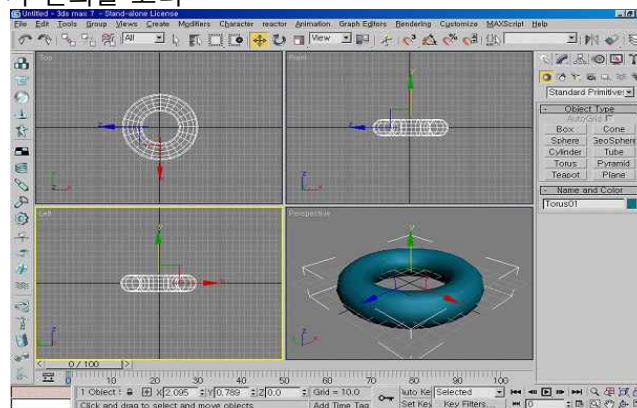 Untitled - 3ds max 7 - Stand-alone License
File Edit Tools Group Views Create Modifiers Character reactor Animation Graph Editors Rendering Customize MAXScript Help
All View
Top
Front
Left
Perspective
Standard Primitive
- Object Type
AutoGrid
Box Cone
Sphere GeoSphere
Cylinder Tube
Torus Pyramid
Teapot Plane
- Name and Color
Torus01
0 / 100
10 20 30 40 50 60 70 80 90 100
1 Object X 2.095 Y 0.789 Z 0.0 Grid = 10.0 Auto Key Selected
Click and drag to select and move objects Add Time Tag Set Key Key Filters... 0